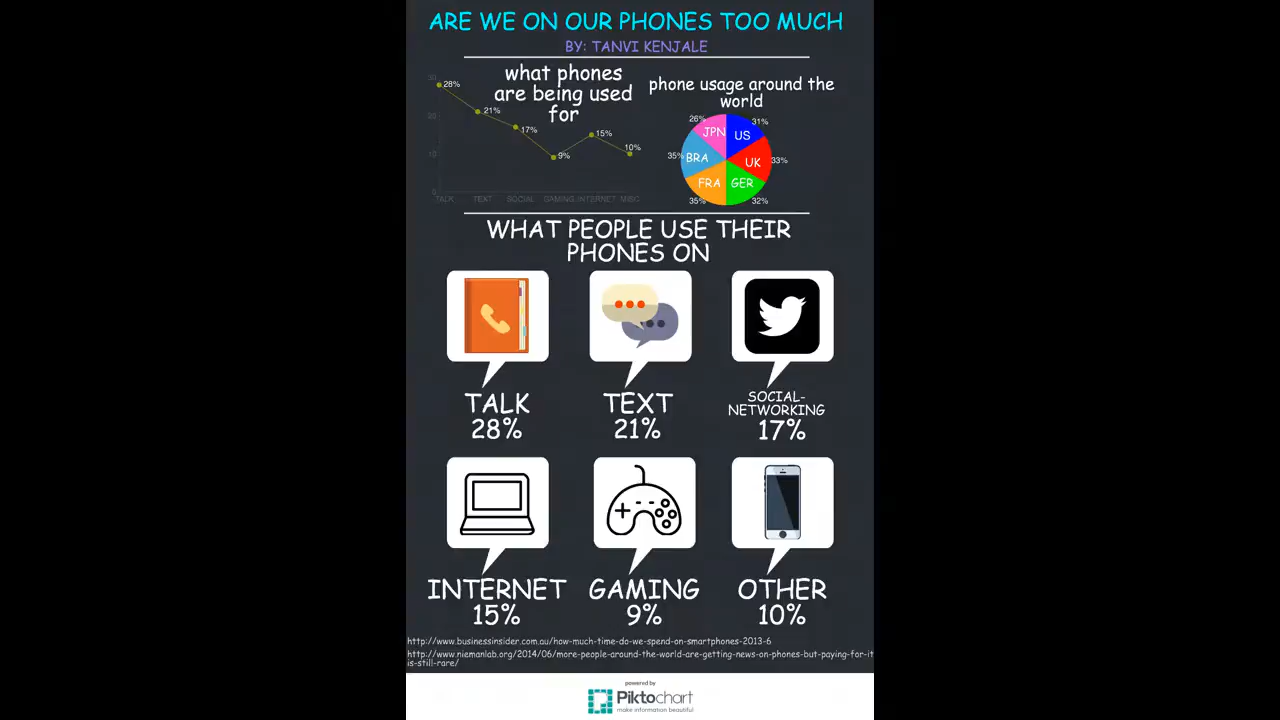 ARE WE ON OUR PHONES TOO MUCH
BY: TANVI KENJALE
what phones
are being used
for
30
20
10
0
28%
21%
17%
9%
15%
10%
TALK
TEXT
SOCIAL
GAMING
INTERNET
MISC
phone usage around the
world
26%
31%
JPN
US
35%
BRA
UK
33%
FRA
GER
35%
32%
WHAT PEOPLE USE THEIR
PHONES ON
TALK
28%
TEXT
21%
SOCIAL-
NETWORKING
17%
INTERNET
15%
GAMING
9%
OTHER
10%
http://www.businessinsider.com.au/how-much-time-do-we-spend-on-smartphones-2013-6
http://www.niemanlab.org/2014/06/more-people-around-the-world-are-getting-news-on-phones-but-paying-for-it
is-still-rare/
powered by
Piktochart
make information beautiful